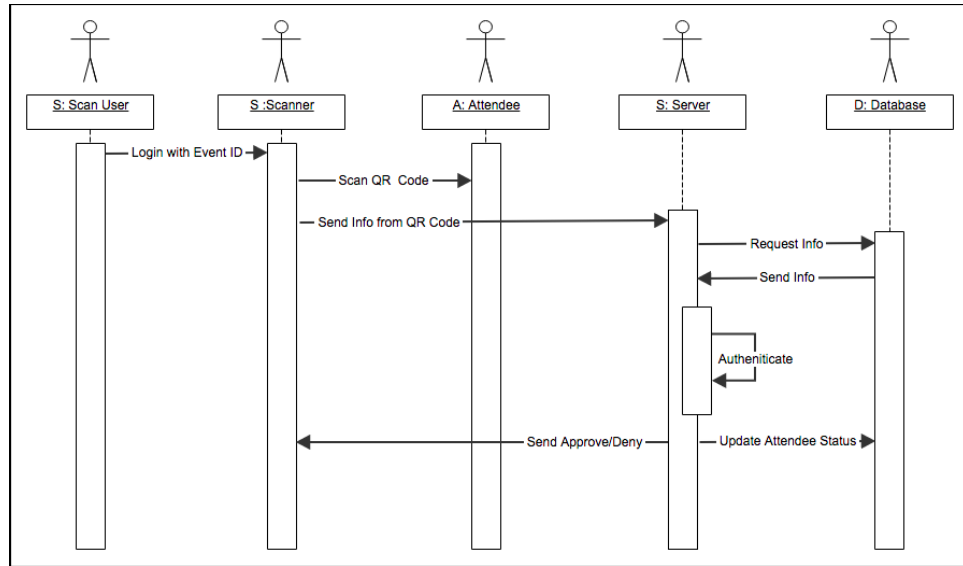 S: Scan User
S :Scanner
A: Attendee
S: Server
D: Database
Login with Event ID
Scan QR  Code
Send Info from QR Code
Request Info
Send Info
Autheniticate
Send Approve/Deny
Update Attendee Status